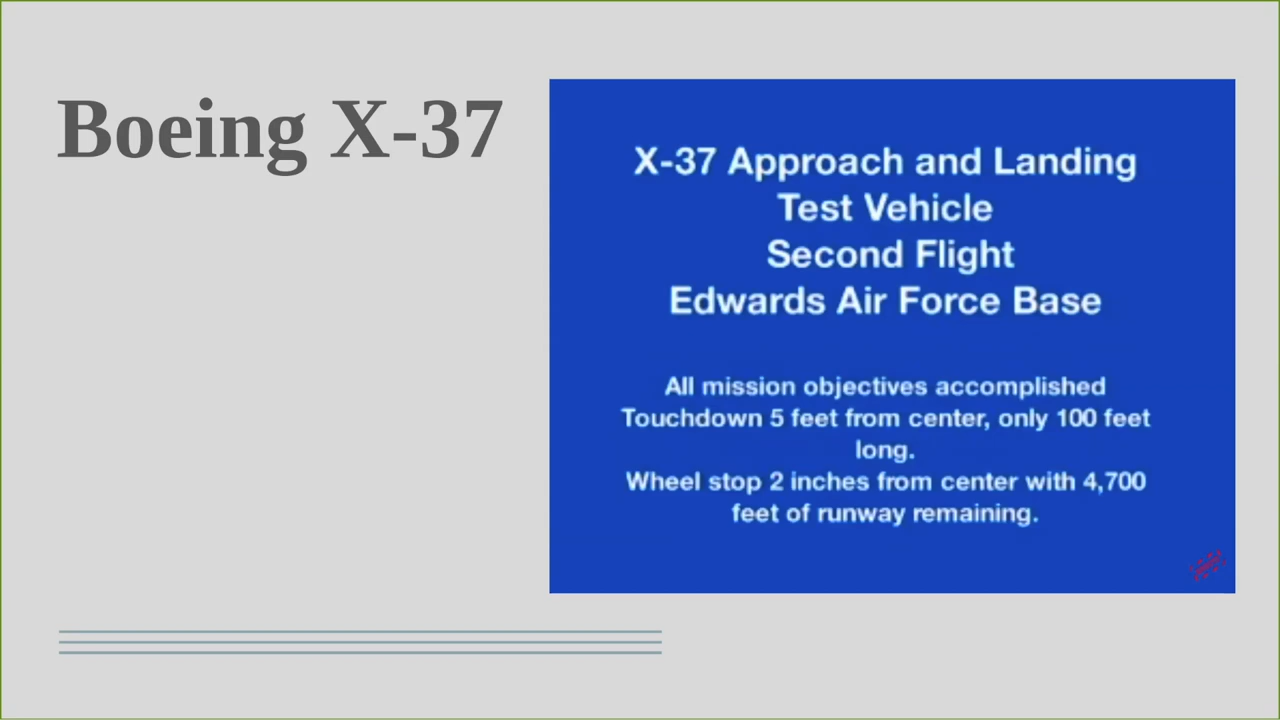 Boeing X-37
X-37 Approach and Landing
Test Vehicle
Second Flight
Edwards Air Force Base
All mission objectives accomplished
Touchdown 5 feet from center, only 100 feet
long.
Wheel stop 2 inches from center with 4,700
feet of runway remaining.